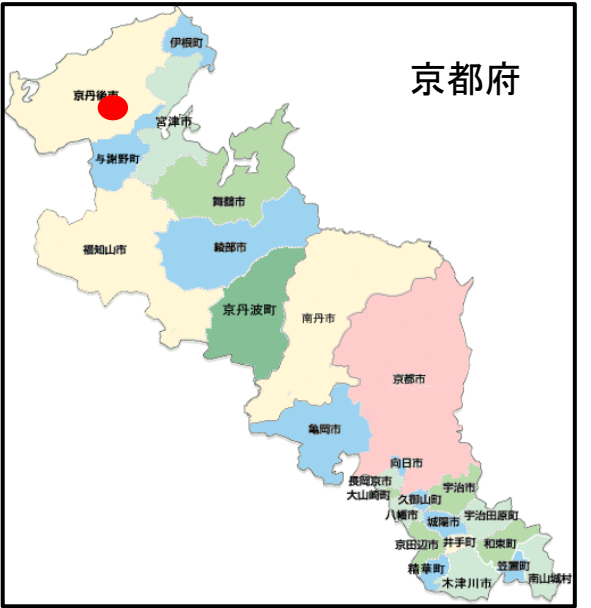 京都府
伊根町
京丹後市
宮津市
与謝野町
舞鶴市
綾部市
福知山市
京丹波町
南丹市
京都市
亀岡市
向日市
長岡京市
大山崎町
宇治市
久御山町
八幡市
宇治田原町
城陽市
京田辺市
井手町
和束町
精華町
笠置町
木津川市
南山城村